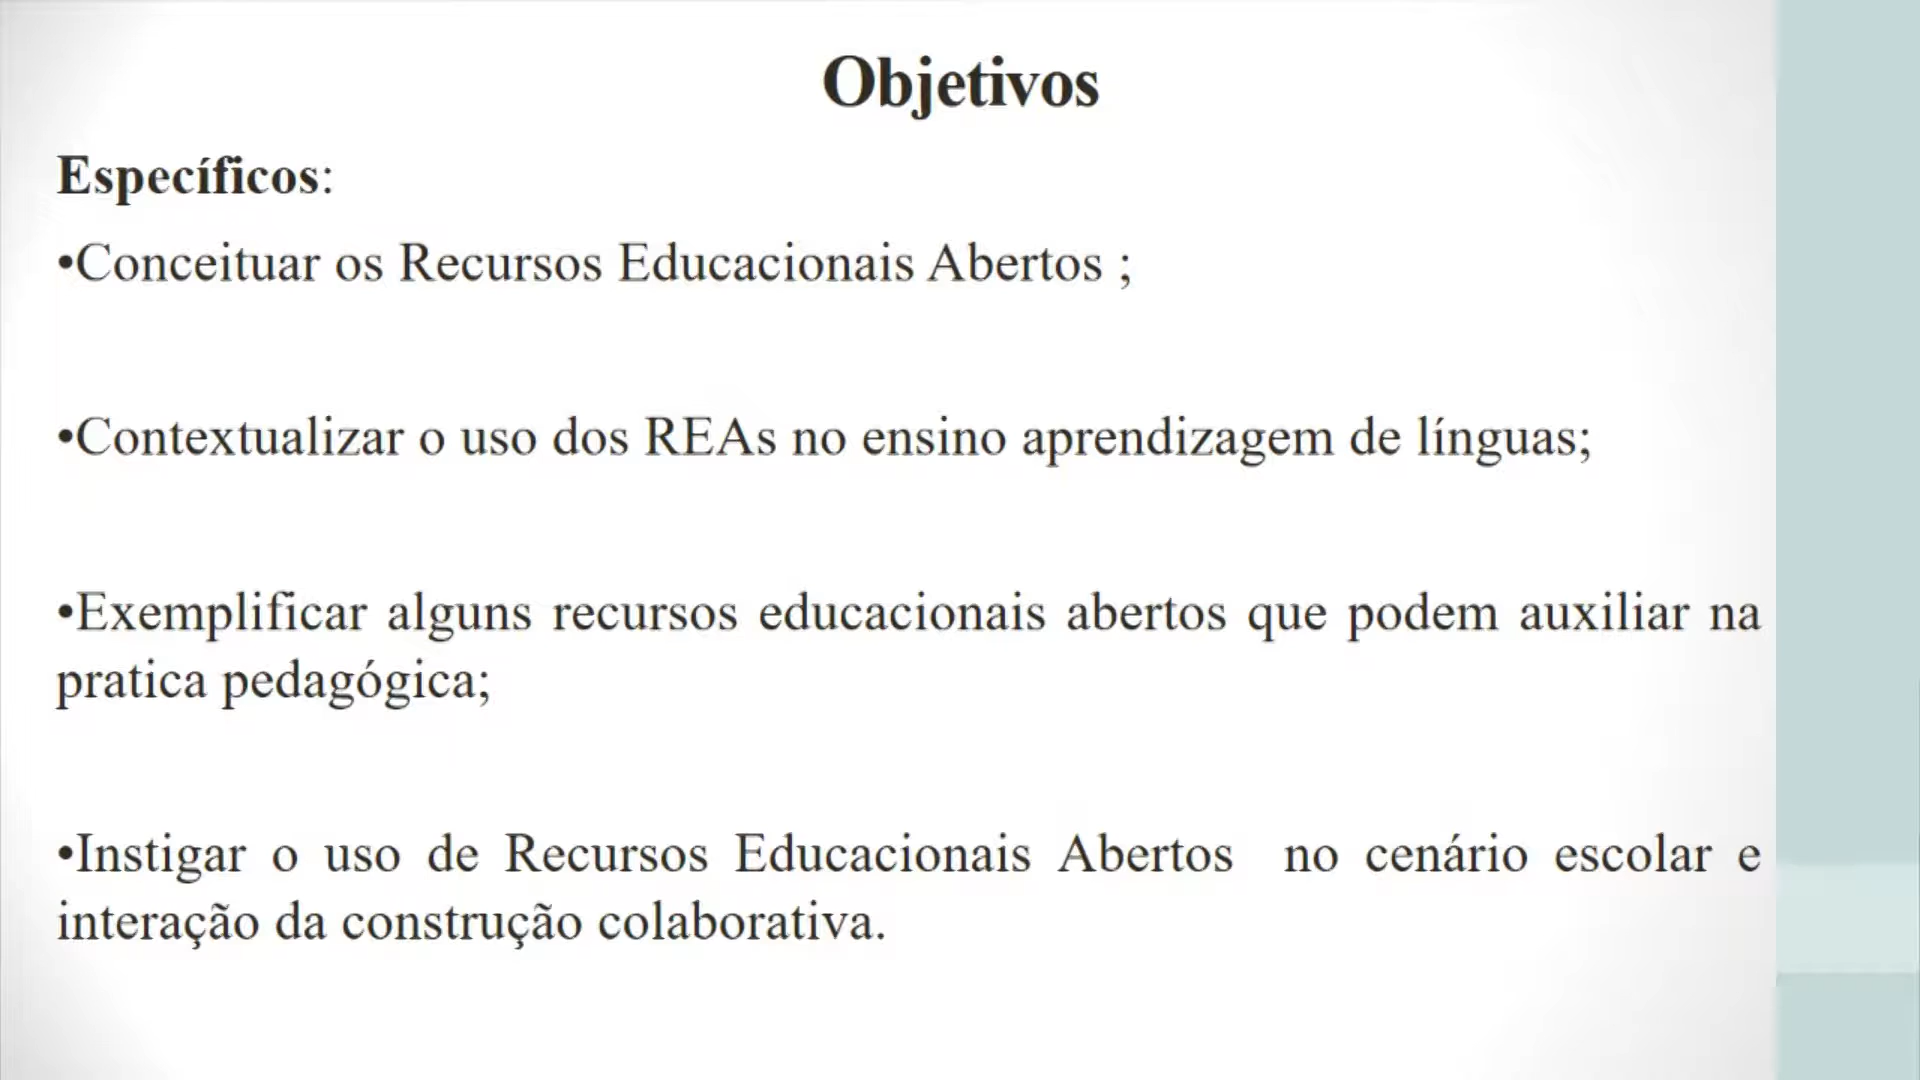 Objetivos
Específicos:
•Conceituar os Recursos Educacionais Abertos ;
•Contextualizar o uso dos REAs no ensino aprendizagem de línguas;
•Exemplificar alguns recursos educacionais abertos que podem auxiliar na
pratica pedagógica;
•Instigar o uso de Recursos Educacionais Abertos  no cenário escolar e
interação da construção colaborativa.